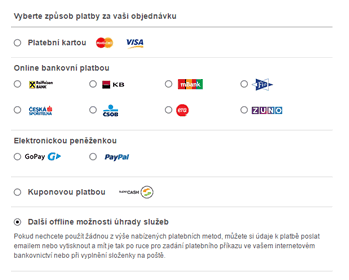 Vyberte způsob platby za vaši objednávku
Platební kartou MasterCard VISA
Online bankovní platbou
Raiffeisen BANK KB mBank Fio
ČESKÁ SPOŘITELNA ČSOB era ZUNO
Elektronickou peněženkou
GoPay PayPal
Kuponovou platbou superCASH
Další offline možnosti úhrady služeb
Pokud nechcete použít žádnou z výše nabízených platebních metod, můžete si údaje k platbě poslat
emailem nebo vytisknout a mít je tak po ruce pro zadání platebního příkazu ve vašem internetovém
bankovnictví nebo při vyplnění složenky na poště.